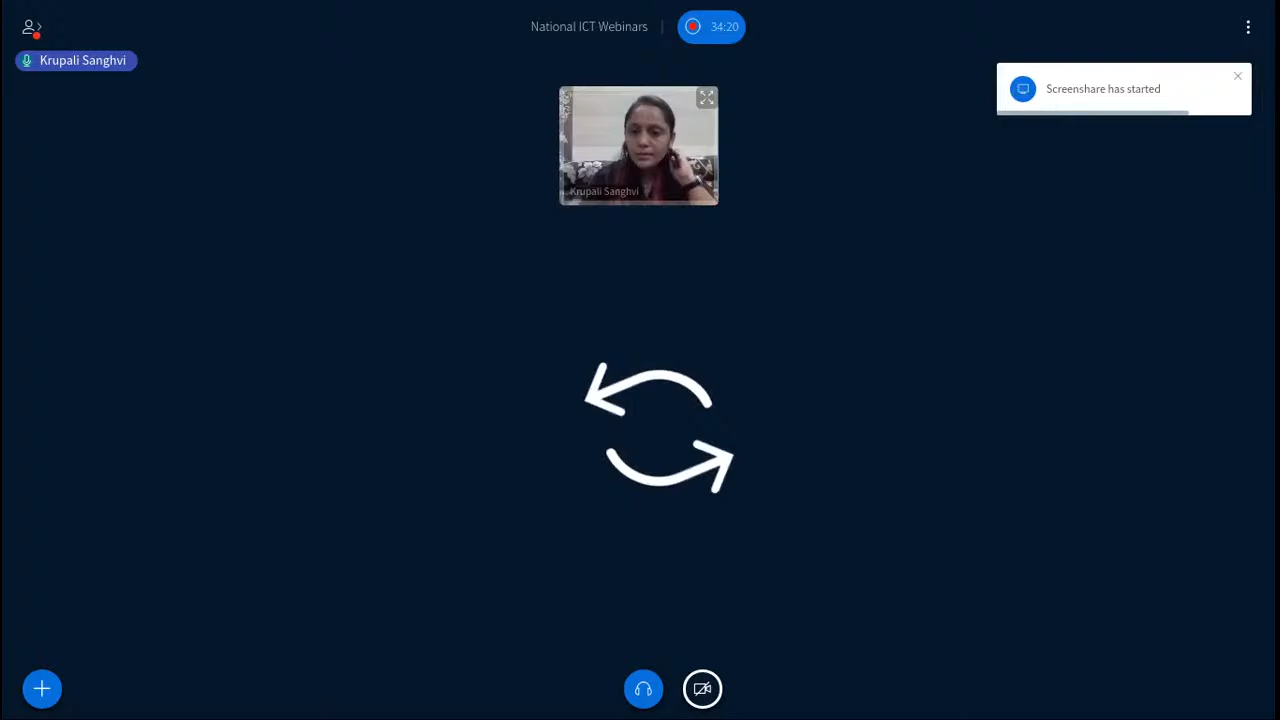 National ICT Webinars
34:20
Krupali Sanghvi
Screenshare has started
Krupali Sanghvi